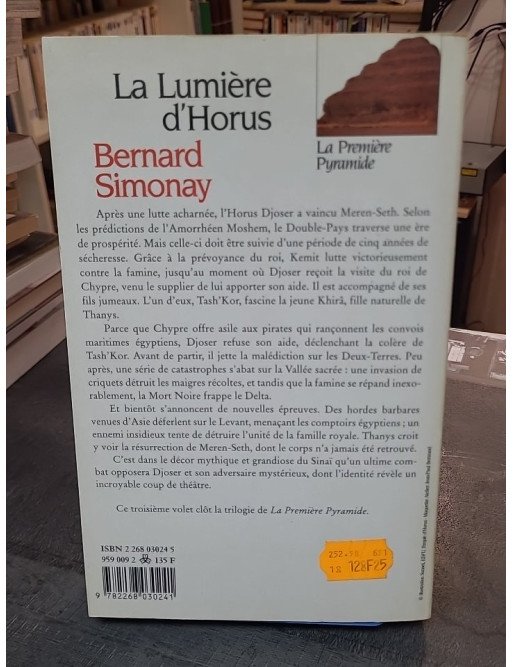 La Lumière
d'Horus
Bernard
Simonay
La Première
Pyramide
Après une lutte acharnée, l'Horus Djoser a vaincu Meren-Seth. Selon
les prédictions de l'Amorrhéen Moshem, le Double-Pays traverse une ère
de prospérité. Mais celle-ci doit être suivie d'une période de cinq années de
sécheresse. Grâce à la prévoyance du roi, Kemit lutte victorieusement
contre la famine, jusqu'au moment où Djoser reçoit la visite du roi de
Chypre, venu le supplier de lui apporter son aide. Il est accompagné de ses
fils jumeaux. L'un d'eux, Tash'Kor, fascine la jeune Khirâ, fille naturelle de
Thanys.
Parce que Chypre offre asile aux pirates qui rançonnent les convois
maritimes égyptiens, Djoser refuse son aide, déclenchant la colère de
Tash'Kor. Avant de partir, il jette la malédiction sur les Deux-Terres. Peu
après, une série de catastrophes s'abat sur la Vallée sacrée : une invasion de
criquets détruit les maigres récoltes, et tandis que la famine se répand inexo-
rablement, la Mort Noire frappe le Delta.
Et bientôt s'annoncent de nouvelles épreuves. Des hordes barbares
venues d'Asie déferlent sur le Levant, menaçant les comptoirs égyptiens ; un
ennemi insidieux tente de détruire l'unité de la famille royale. Thanys croit
y voir la résurrection de Meren-Seth, dont le corps n'a jamais été retrouvé.
C'est dans le décor mythique et grandiose du Sinaï qu'un ultime com-
bat opposera Djoser et son adversaire mystérieux, dont l'identité révèle un
incroyable coup de théâtre.
Ce troisième volet clôt la trilogie de La Première Pyramide.
ISBN 2 268 03024 5
959 009 2 135 F
9 782268 030241
18 128F25